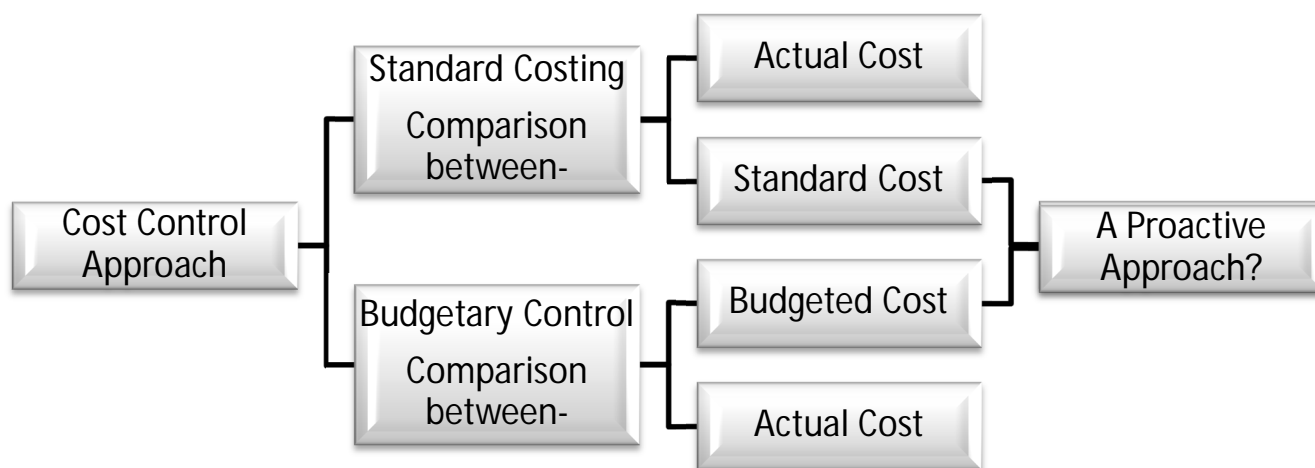 Cost Control
Approach
Standard Costing
Comparison
between-
Budgetary Control
Comparison
between-
Actual Cost
Standard Cost
Budgeted Cost
Actual Cost
A Proactive
Approach?